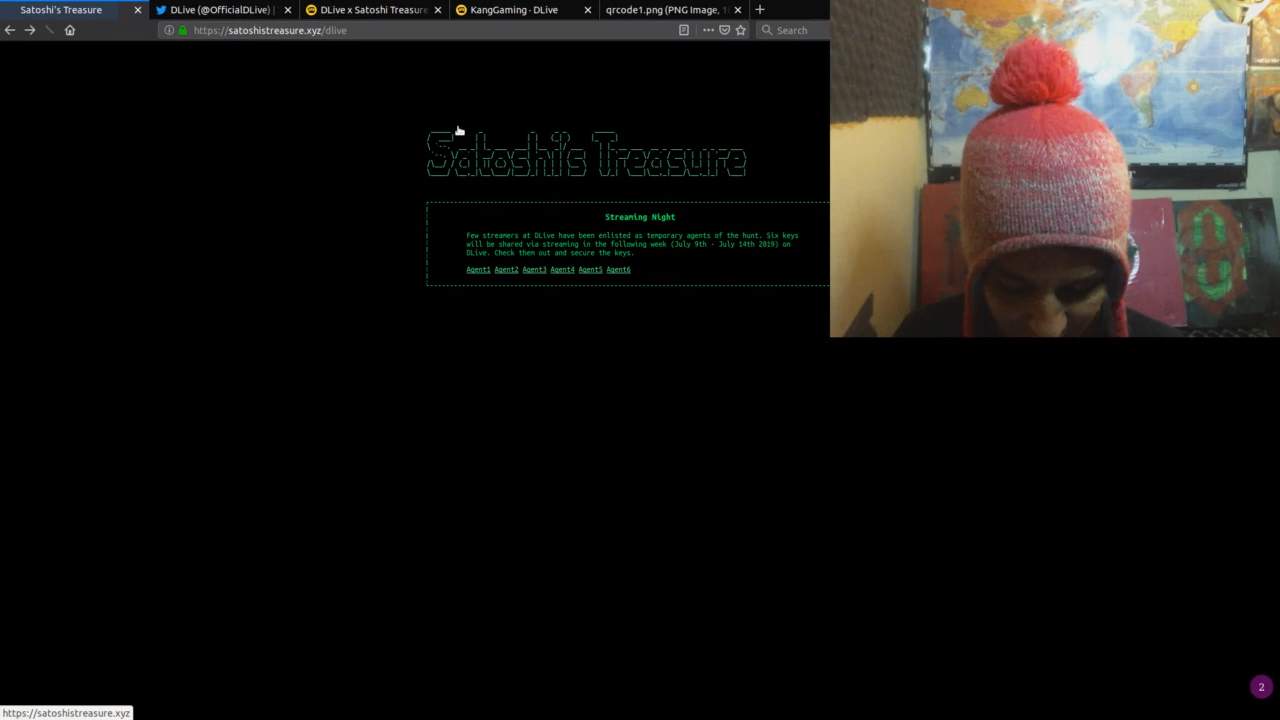 Satoshi's Treasure
DLive (@OfficialDLive) |
DLive x Satoshi Treasure
KangGaming - DLive
qrcode1.png (PNG Image, 1
https://satoshistreasure.xyz/dlive
Search
Satoshi's Treasure
Streaming Night
Few streamers at DLive have been enlisted as temporary agents of the hunt. Six keys
will be shared via streaming in the following week (July 9th - July 14th 2019) on
DLive. Check them out and secure the keys.
Agent1 Agent2 Agent3 Agent4 Agent5 Agent6
2
https://satoshistreasure.xyz